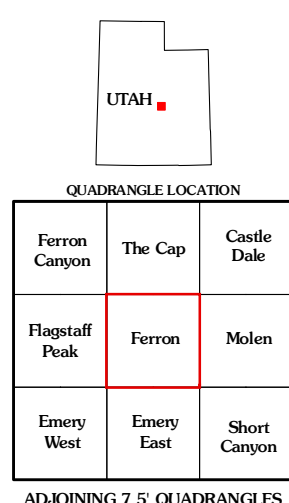 UTAH
QUADRANGLE LOCATION
Ferron
Canyon
The Cap
Castle
Dale
Flagstaff
Peak
Ferron
Molen
Emery
West
Emery
East
Short
Canyon
ADJOINING 7.5' QUADRANGLES